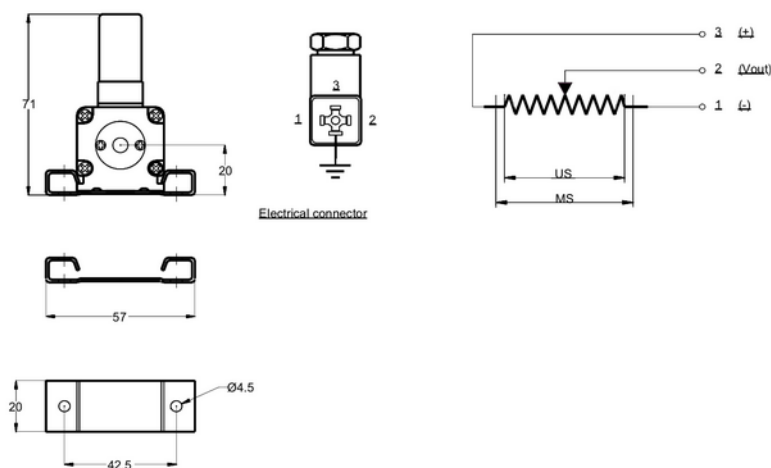 71
20
3
1
2
Electrical connector
3 (+)
2 (Vout)
1 (-)
US
MS
57
20
Ø4.5
42.5